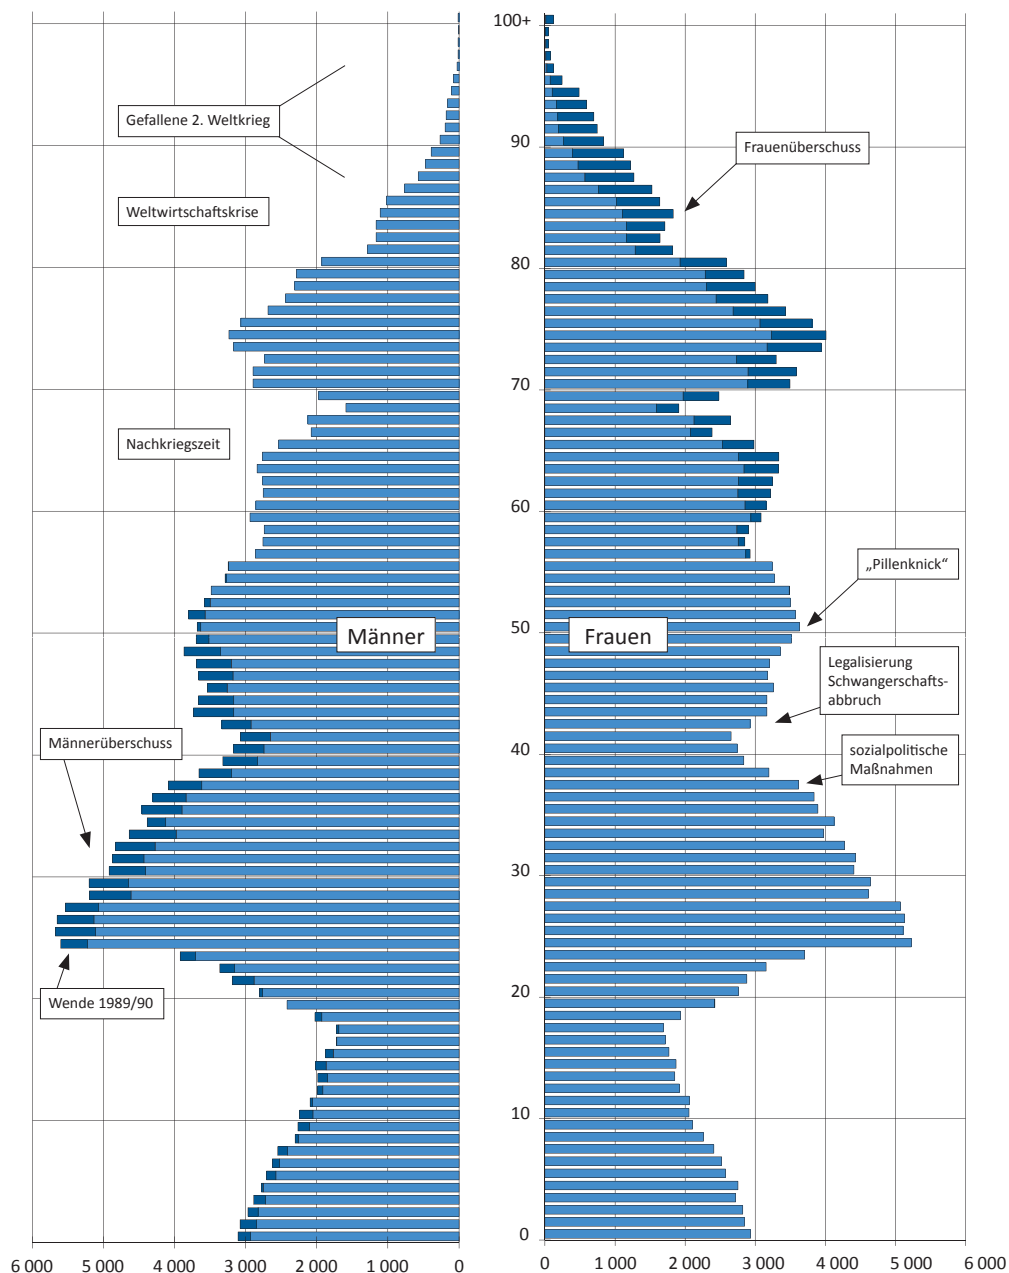 100+
Gefallene 2. Weltkrieg
90
Frauenüberschuss
Weltwirtschaftskrise
80
70
Nachkriegszeit
60
„Pillenknick“
Männer
Frauen
50
Legalisierung
Schwangerschafts-
abbruch
Männerüberschuss
40
sozialpolitische
Maßnahmen
30
Wende 1989/90
20
10
0
6 000 5 000 4 000 3 000 2 000 1 000 0
0 1 000 2 000 3 000 4 000 5 000 6 000